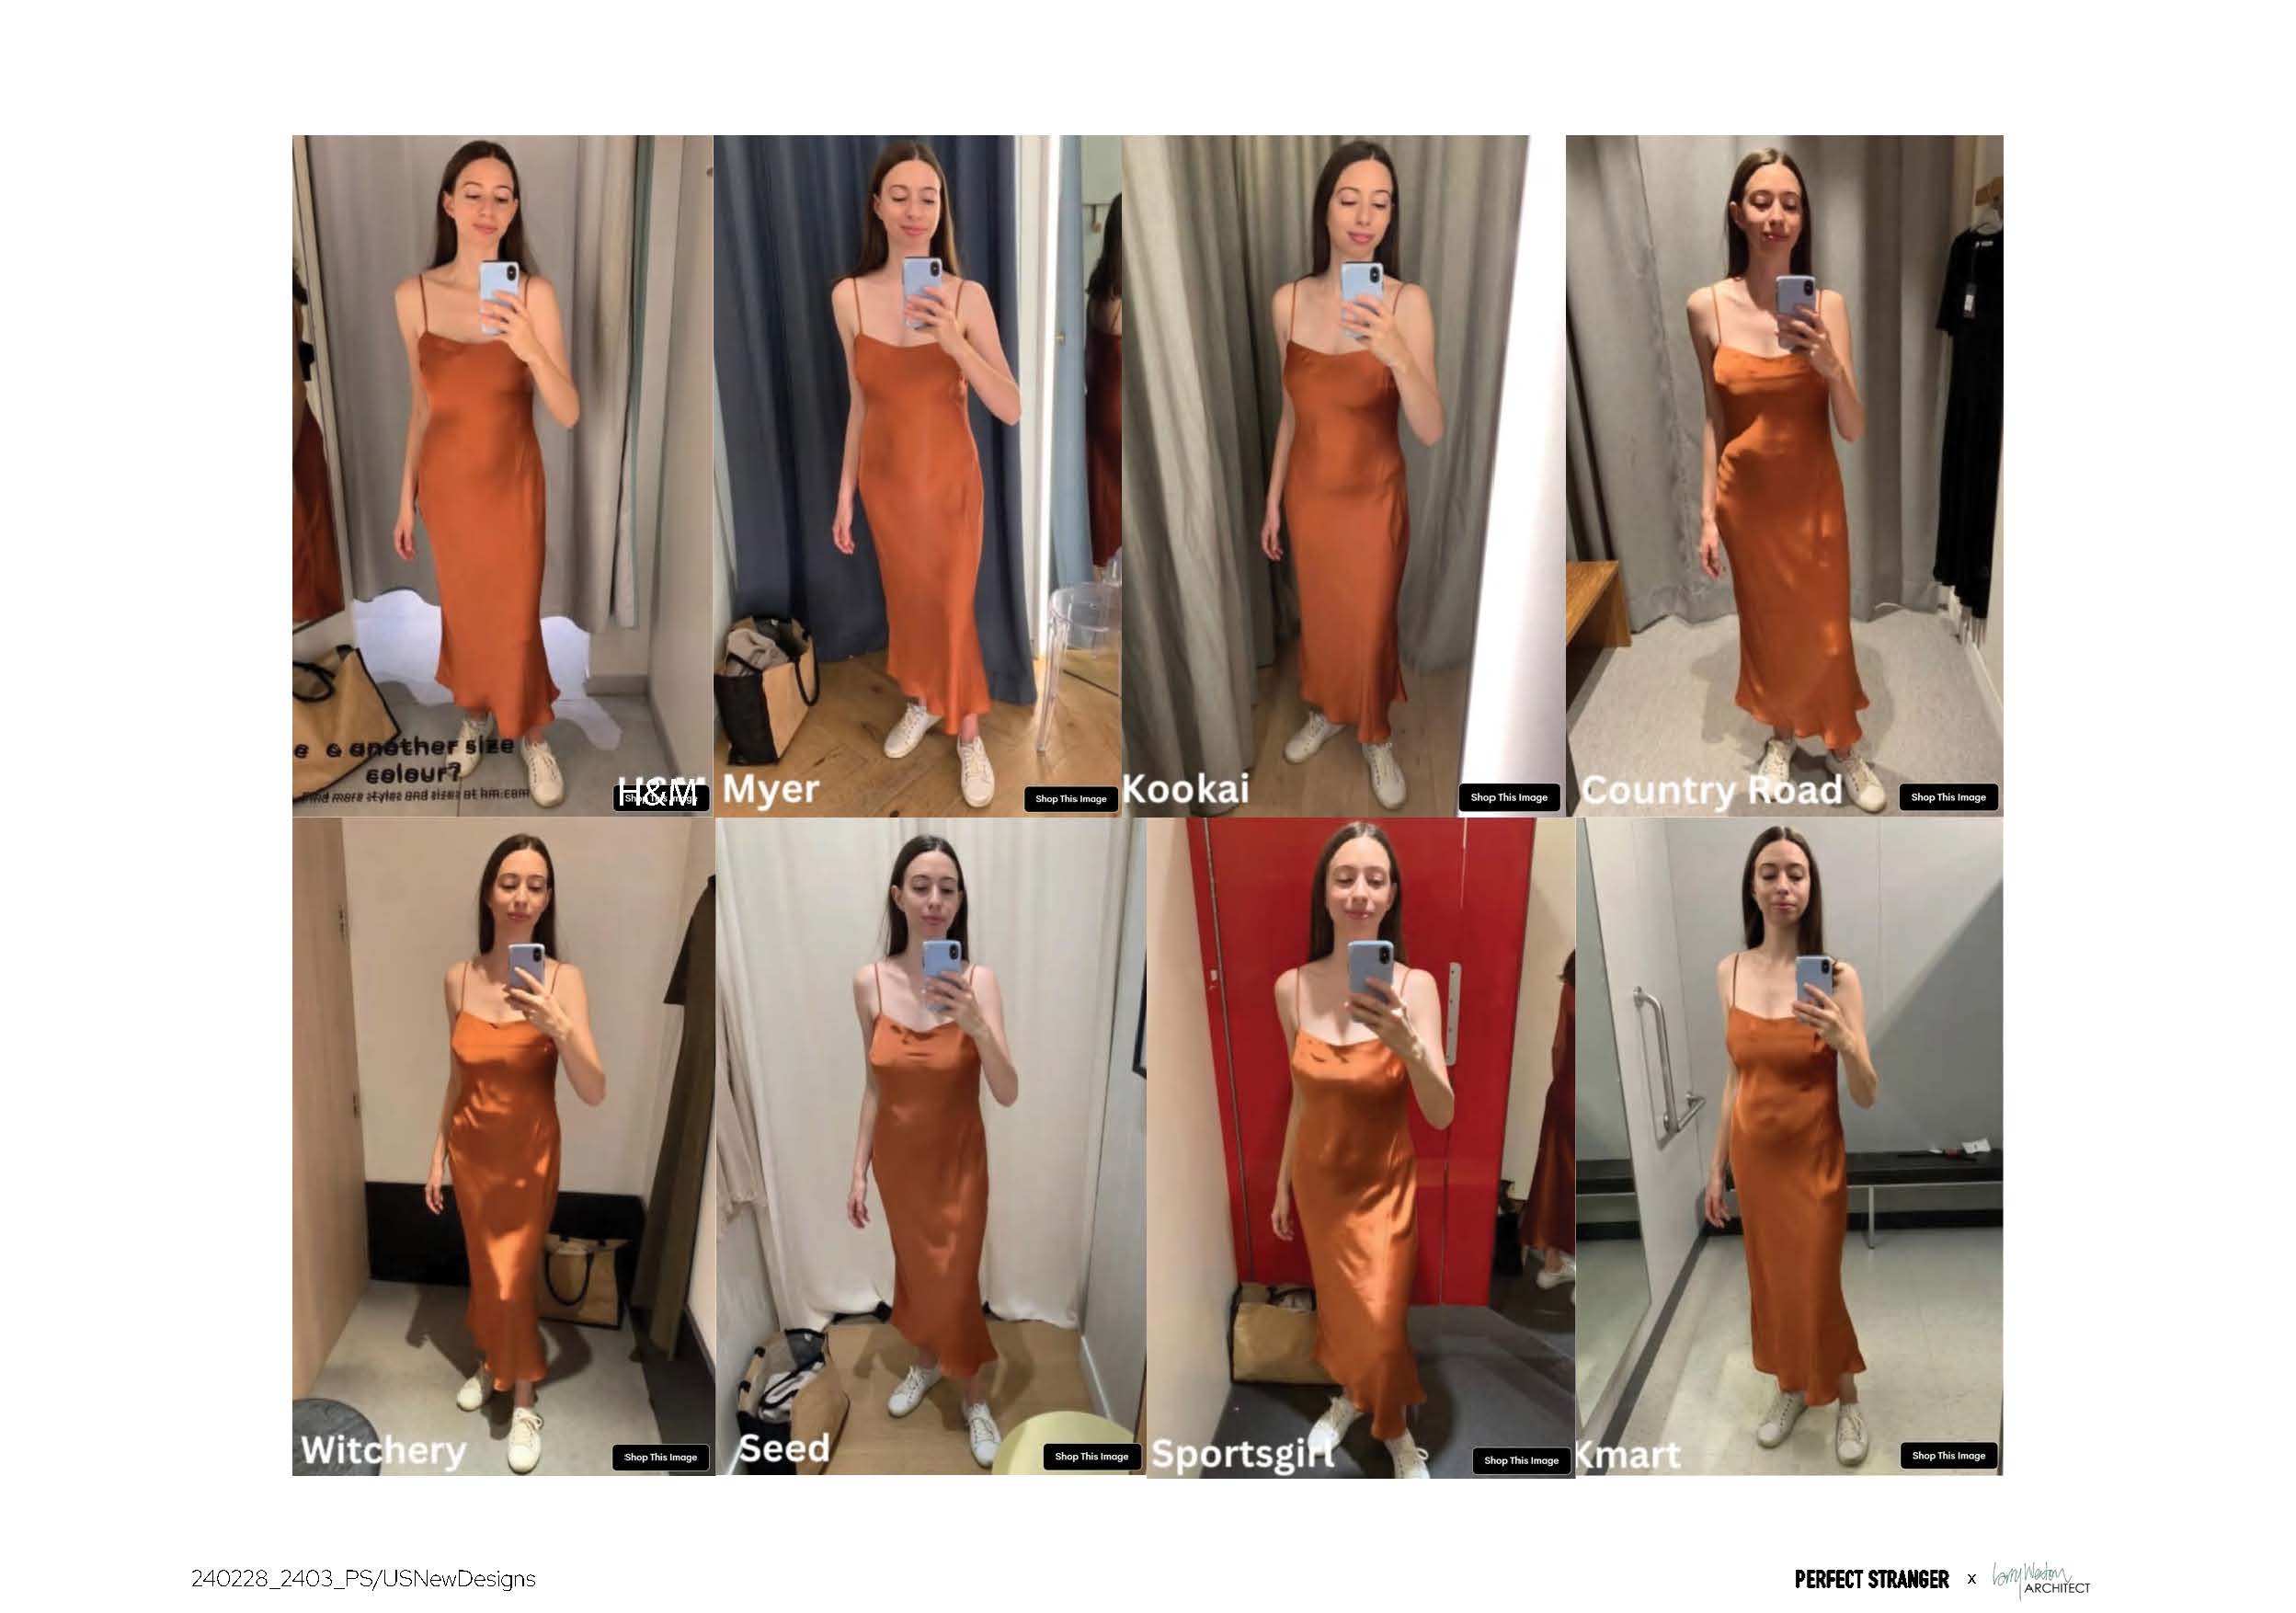 e & another size
colour?
Find more styles and sizes at hm.com
H&M
Shop This Image
Myer
Shop This Image
Kookai
Shop This Image
Country Road
Shop This Image
Witchery
Shop This Image
Seed
Shop This Image
Sportsgirl
Shop This Image
Kmart
Shop This Image
240228_2403_PS/USNewDesigns
PERFECT STRANGER x Larry Weston
ARCHITECT